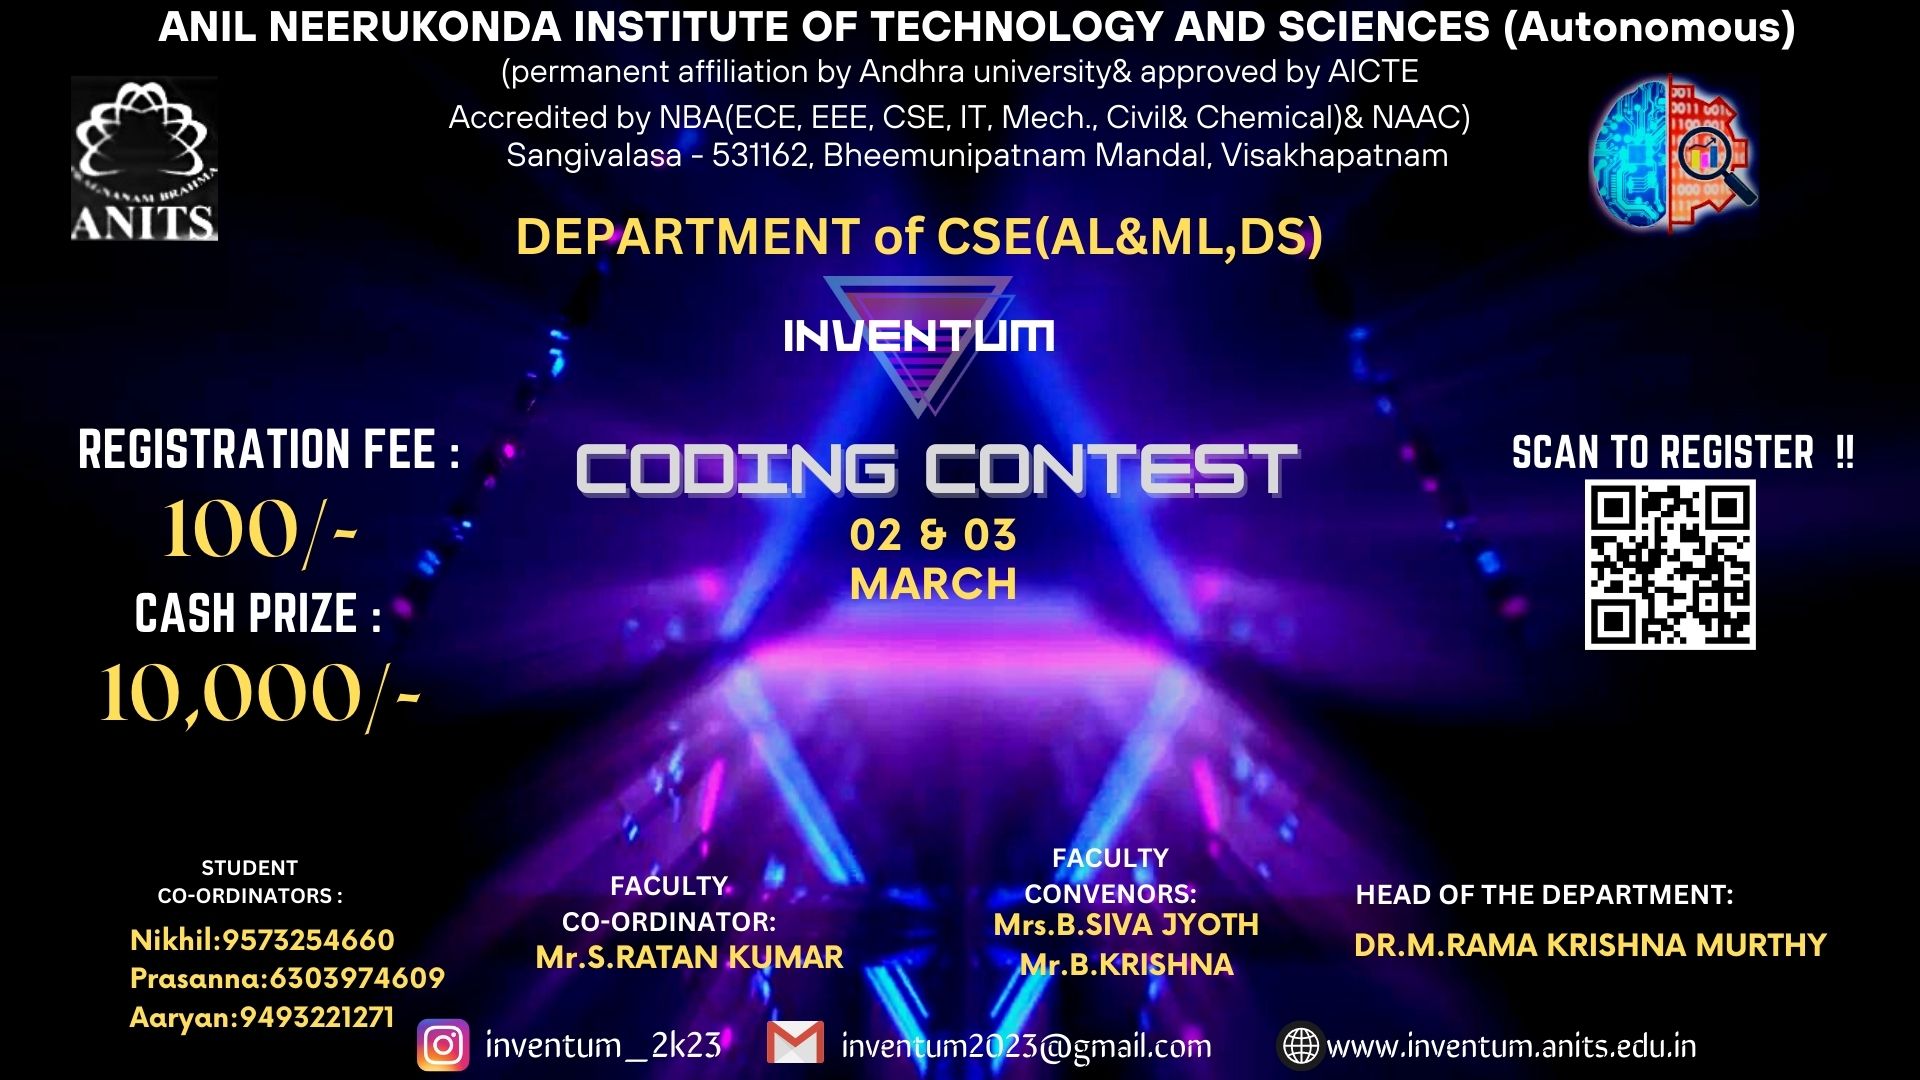 ANIL NEERUKONDA INSTITUTE OF TECHNOLOGY AND SCIENCES (Autonomous)
(permanent affiliation by Andhra university& approved by AICTE
Accredited by NBA(ECE, EEE, CSE, IT, Mech., Civil& Chemical)& NAAC)
Sangivalasa - 531162, Bheemunipatnam Mandal, Visakhapatnam
ANITS
DEPARTMENT of CSE(AL&ML,DS)
INVENTUM
CODING CONTEST
02 & 03
MARCH
REGISTRATION FEE :
100/-
CASH PRIZE :
10,000/-
SCAN TO REGISTER !!
STUDENT
CO-ORDINATORS :
Nikhil:9573254660
Prasanna:6303974609
Aaryan:9493221271
FACULTY
CO-ORDINATOR:
Mr.S.RATAN KUMAR
FACULTY
CONVENORS:
Mrs.B.SIVA JYOTH
Mr.B.KRISHNA
HEAD OF THE DEPARTMENT:
DR.M.RAMA KRISHNA MURTHY
inventum_2k23
inventum2023@gmail.com
www.inventum.anits.edu.in